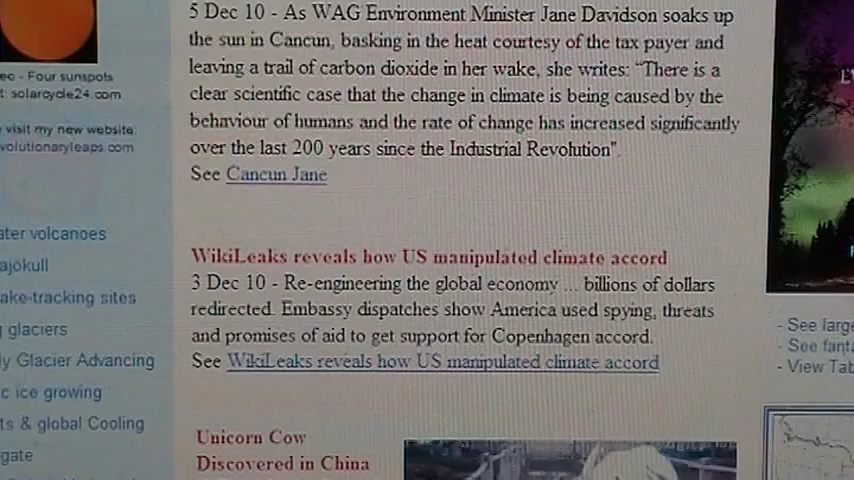 5 Dec 10 - As WAG Environment Minister Jane Davidson soaks up
the sun in Cancun, basking in the heat courtesy of the tax payer and
leaving a trail of carbon dioxide in her wake, she writes: "There is a
clear scientific case that the change in climate is being caused by the
behaviour of humans and the rate of change has increased significantly
over the last 200 years since the Industrial Revolution".
See Cancun Jane
WikiLeaks reveals how US manipulated climate accord
3 Dec 10 - Re-engineering the global economy ... billions of dollars
redirected. Embassy dispatches show America used spying, threats
and promises of aid to get support for Copenhagen accord.
See WikiLeaks reveals how US manipulated climate accord
Unicorn Cow
Discovered in China
eo - Four sunspots
t: solarcycle24.com
visit my new website:
volutionaryleaps.com
ater volcanoes
ajokull
ake-tracking sites
g glaciers
ly Glacier Advancing
c ice growing
ts & global Cooling
gate
- See large
- See fanta
- View Tab